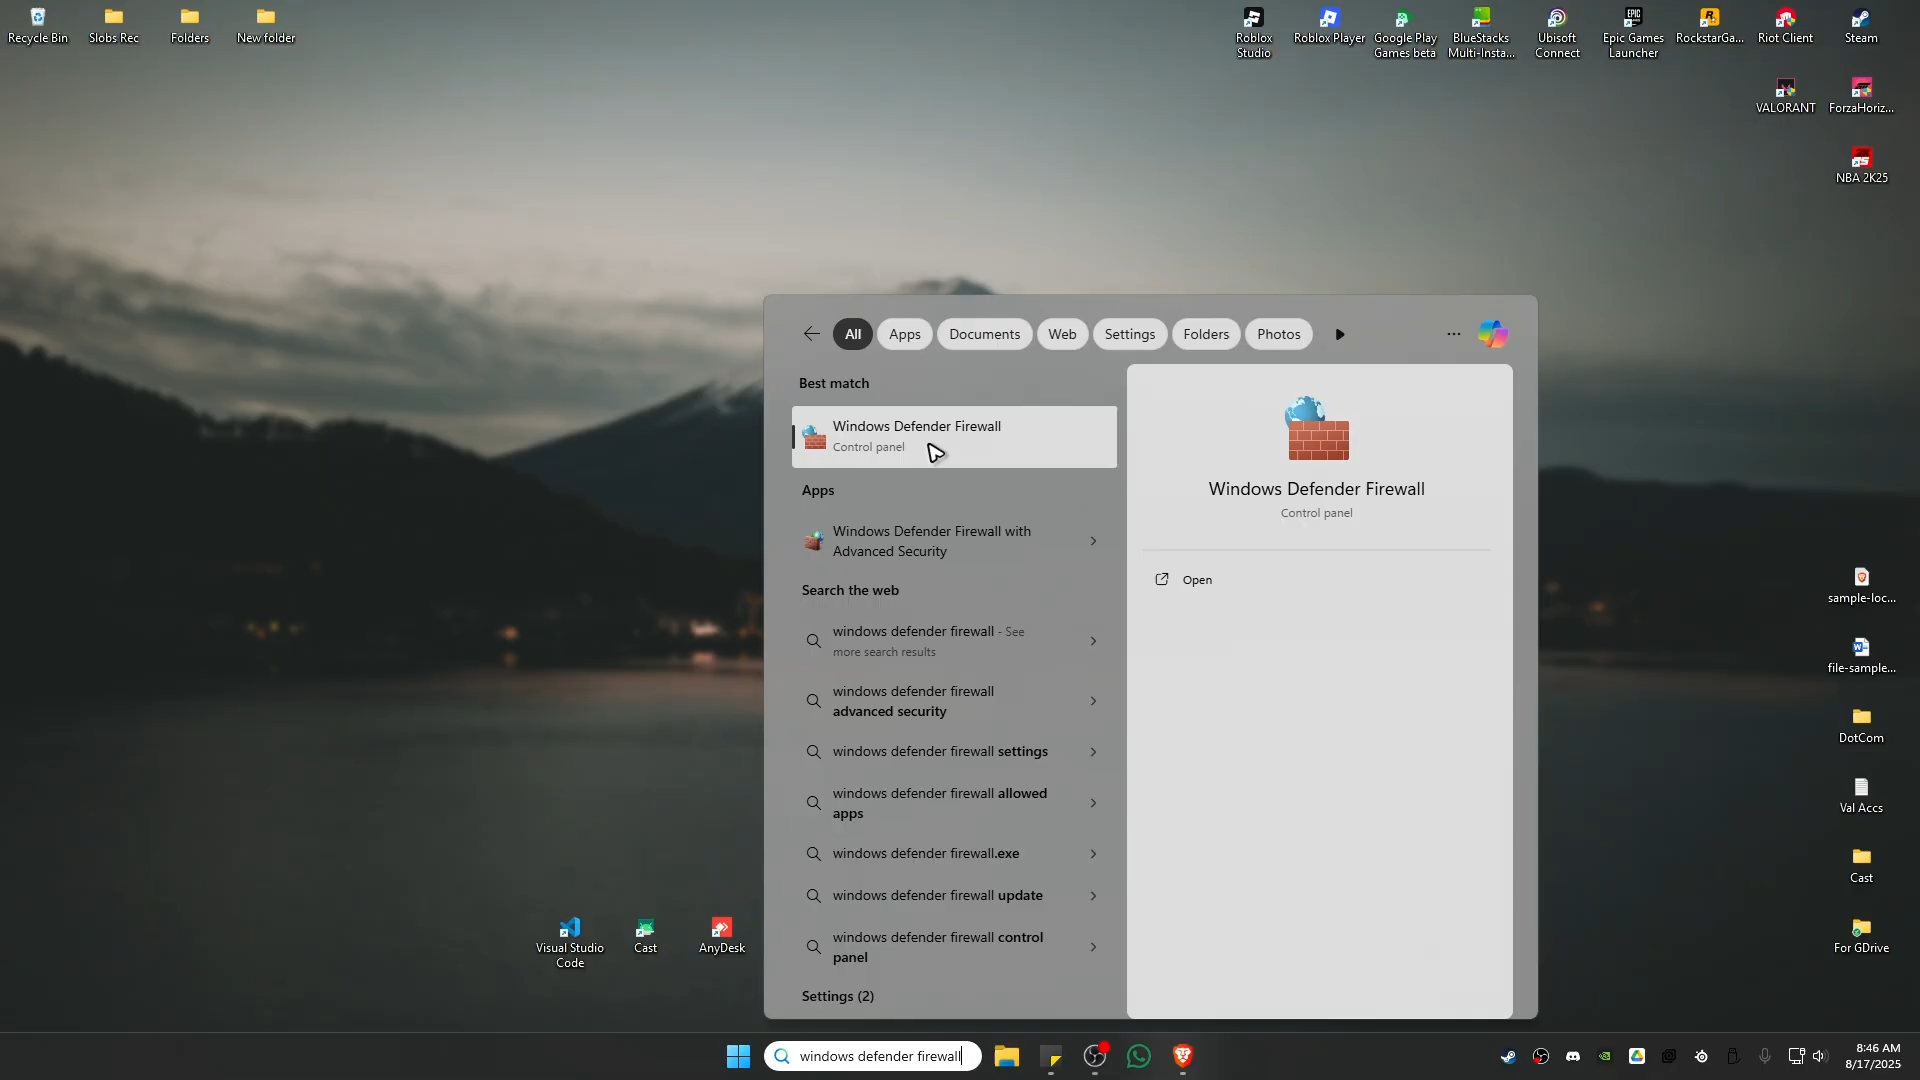 Recycle Bin
Slobs Rec
Folders
New folder
Roblox
Studio
Roblox Player
Google Play
Games beta
BlueStacks
Multi-Insta...
Ubisoft
Connect
Epic Games
Launcher
RockstarGa...
Riot Client
Steam
VALORANT
ForzaHoriz...
NBA 2K25
All
Apps
Documents
Web
Settings
Folders
Photos
Best match
Windows Defender Firewall
Control panel
Apps
Windows Defender Firewall with
Advanced Security
Search the web
windows defender firewall - See
more search results
windows defender firewall
advanced security
windows defender firewall settings
windows defender firewall allowed
apps
windows defender firewall.exe
windows defender firewall update
windows defender firewall control
panel
Settings (2)
Windows Defender Firewall
Control panel
Open
sample-loc...
file-sample...
DotCom
Val Accs
Cast
For GDrive
Visual Studio
Code
Cast
AnyDesk
windows defender firewall
8:46 AM
8/17/2025